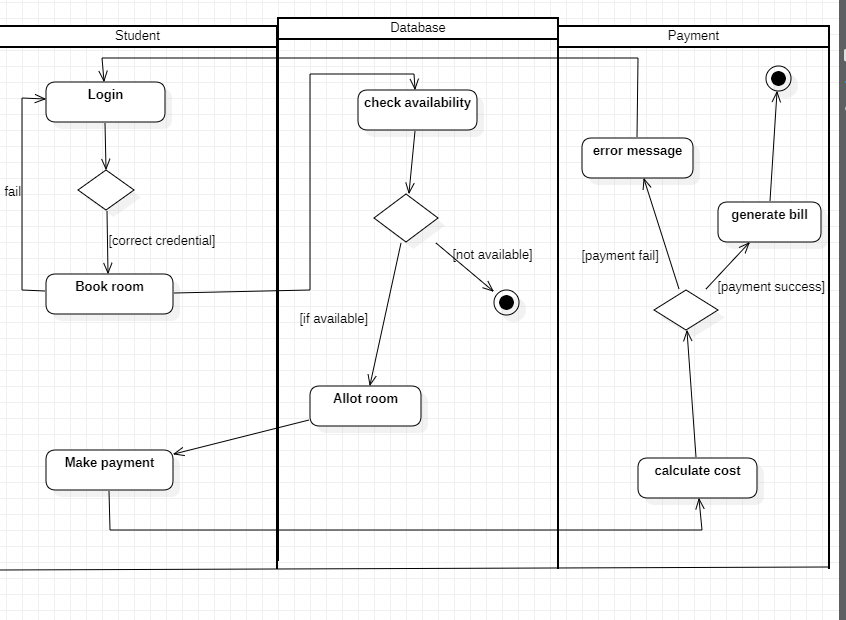 Student
Database
Payment
Login
check availability
error message
generate bill
fail
[correct credential]
[not available]
[payment fail]
Book room
[payment success]
[if available]
Allot room
Make payment
calculate cost